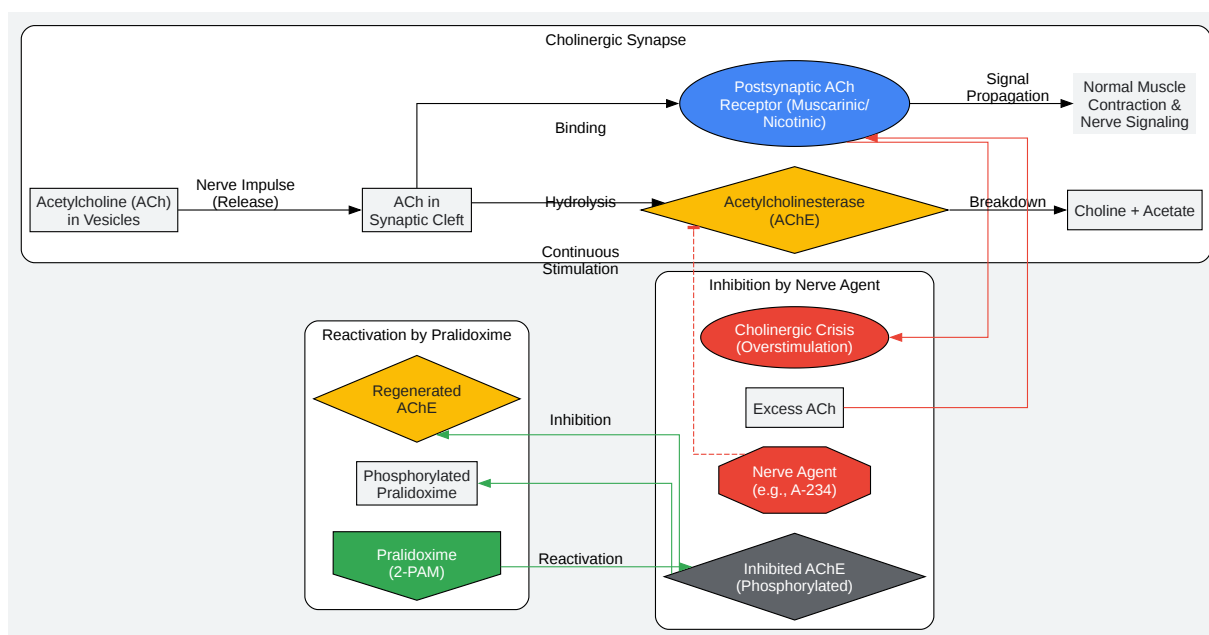 Cholinergic Synapse
Postsynaptic ACh
Receptor (Muscarinic/
Nicotinic)
Signal
Propagation
Normal Muscle
Contraction &
Nerve Signaling
Binding
Acetylcholine (ACh)
in Vesicles
Nerve Impulse
(Release)
ACh in
Synaptic Cleft
Hydrolysis
Acetylcholinesterase
(AChE)
Breakdown
Choline + Acetate
Continuous
Stimulation
Inhibition by Nerve Agent
Cholinergic Crisis
(Overstimulation)
Excess ACh
Nerve Agent
(e.g., A-234)
Inhibited AChE
(Phosphorylated)
Reactivation by Pralidoxime
Regenerated
AChE
Inhibition
Phosphorylated
Pralidoxime
Pralidoxime
(2-PAM)
Reactivation